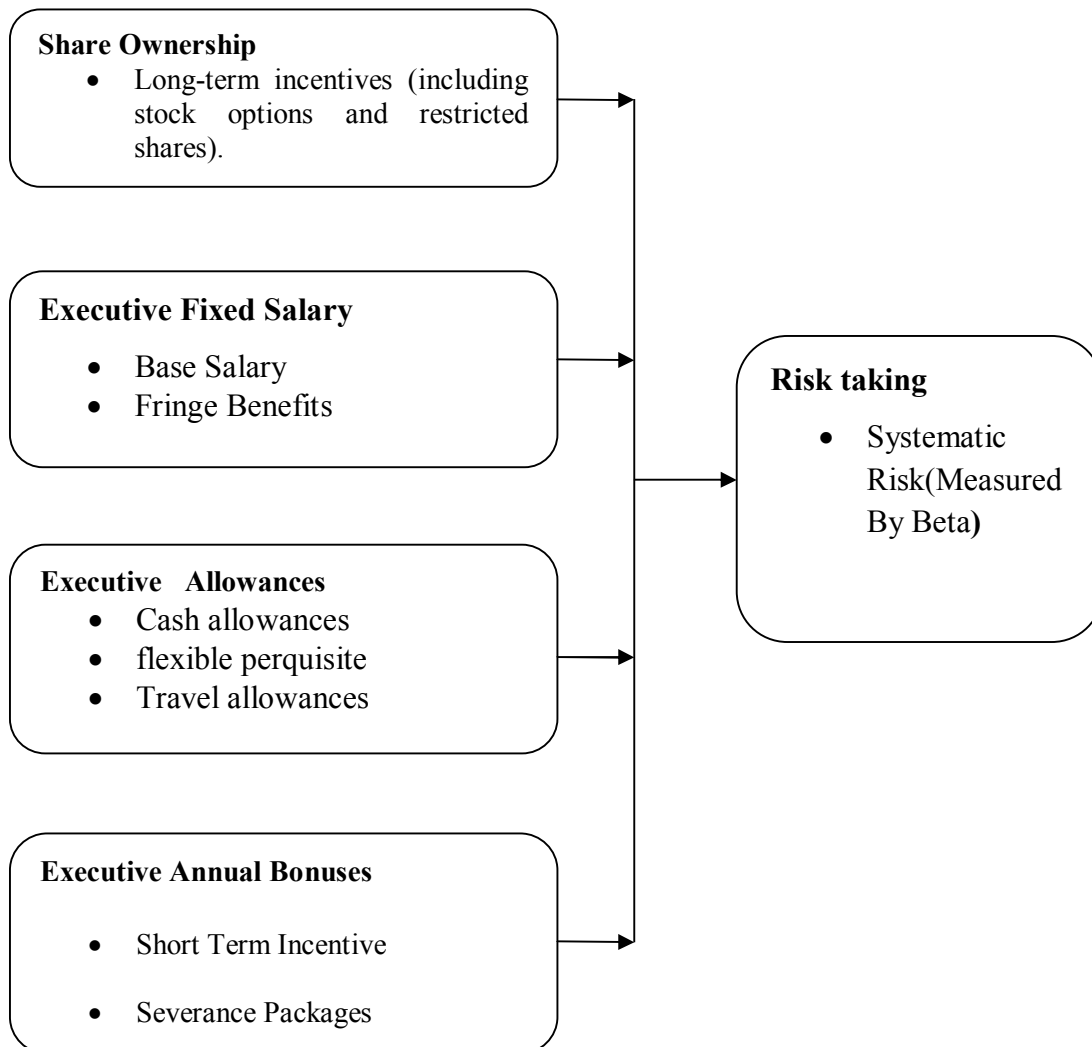 Share Ownership
• Long-term incentives (including
stock options and restricted
shares).
Executive Fixed Salary
• Base Salary
• Fringe Benefits
Executive Allowances
• Cash allowances
• flexible perquisite
• Travel allowances
Executive Annual Bonuses
• Short Term Incentive
• Severance Packages
Risk taking
• Systematic
Risk(Measured
By Beta)